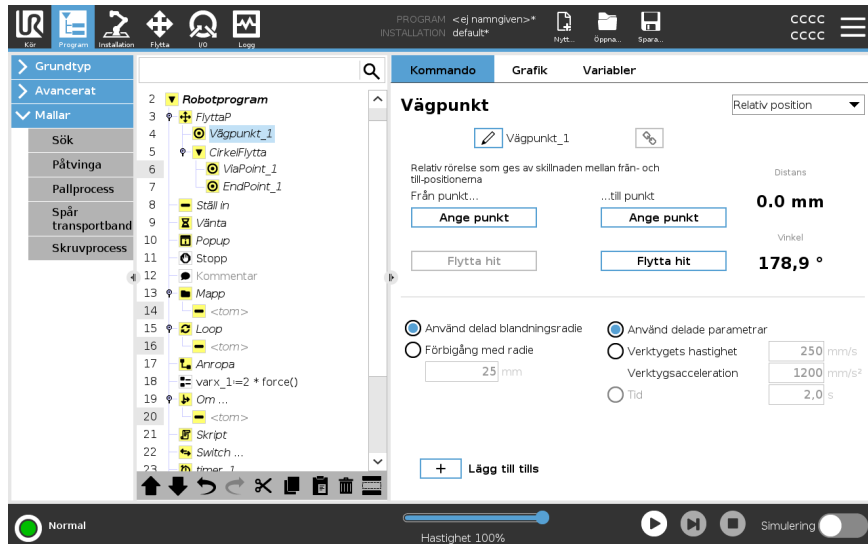 UR
PROGRAM <ej namngiven>*
INSTALLATION default*
CCCC
CCCC
Kör
Program
Installation
Flytta
I/O
Logg
Nytt...
Öppna...
Spara...
Grundtyp
Avancerat
Mallar
Sök
Påtvinga
Pallprocess
Spår
transportband
Skruvprocess
2 Robotprogram
3 FlyttaP
4 Vägpunkt_1
5 CirkelFlytta
6 ViaPoint_1
7 EndPoint_1
8 Ställ in
9 Vänta
10 Popup
11 Stopp
12 Kommentar
13 Mapp
14 <tom>
15 Loop
16 <tom>
17 Anropa
18 varx_1≔2 * force()
19 Om ...
20 <tom>
21 Skript
22 Switch ...
23 timer_1
Kommando
Grafik
Variabler
Vägpunkt
Relativ position
Vägpunkt_1
Relativ rörelse som ges av skillnaden mellan från- och
till-positionerna
Distans
Från punkt...
...till punkt
0.0 mm
Ange punkt
Ange punkt
Vinkel
Flytta hit
Flytta hit
178,9 °
Använd delad blandningsradie
Använd delade parametrar
Förbigång med radie
Verktygets hastighet
250 mm/s
25 mm
Verktygsacceleration
1200 mm/s²
Tid
2,0 s
+ Lägg till tills
Normal
Hastighet 100%
Simulering